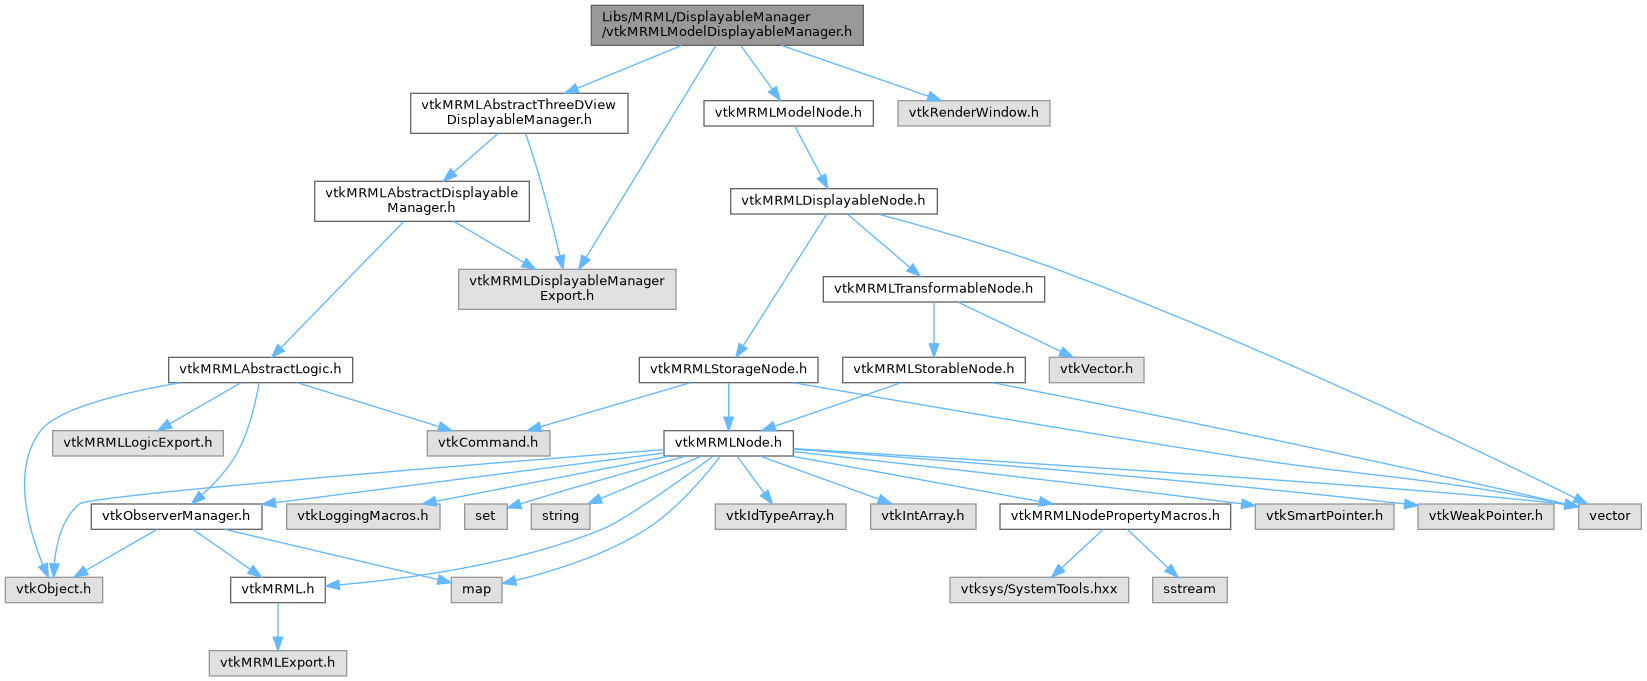 Libs/MRML/DisplayableManager
/vtkMRMLModelDisplayableManager.h
vtkMRMLAbstractThreeDView
DisplayableManager.h
vtkMRMLModelNode.h
vtkRenderWindow.h
vtkMRMLAbstractDisplayable
Manager.h
vtkMRMLDisplayableNode.h
vtkMRMLDisplayableManager
Export.h
vtkMRMLTransformableNode.h
vtkMRMLAbstractLogic.h
vtkMRMLStorageNode.h
vtkMRMLStorableNode.h
vtkVector.h
vtkMRMLLogicExport.h
vtkCommand.h
vtkMRMLNode.h
vtkObserverManager.h
vtkLoggingMacros.h
set
string
vtkIdTypeArray.h
vtkIntArray.h
vtkMRMLNodePropertyMacros.h
vtkSmartPointer.h
vtkWeakPointer.h
vector
vtkObject.h
vtkMRML.h
map
vtksys/SystemTools.hxx
sstream
vtkMRMLExport.h